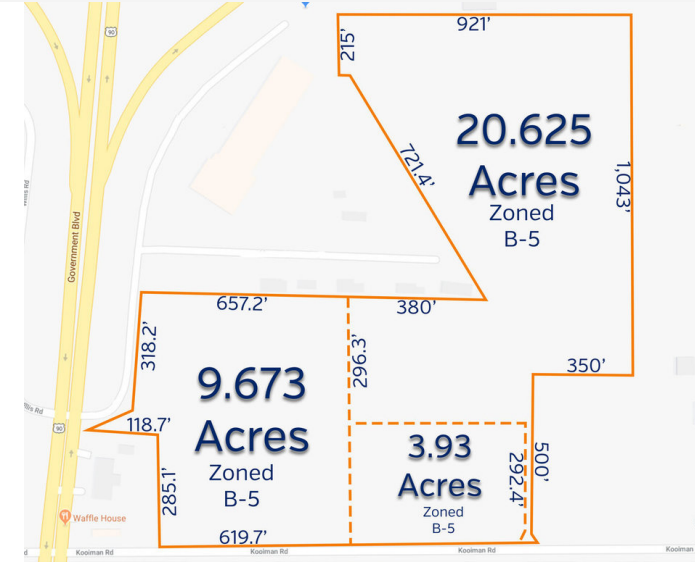 90
921'
215'
20.625
Acres
Zoned
B-5
721.4'
1,043'
Government Blvd
657.2'
380'
318.2'
296.3'
350'
9.673
Acres
Zoned
B-5
118.7'
3.93
Acres
Zoned
B-5
500'
292.4'
285.1'
90
Waffle House
619.7'
Kooiman Rd
Kooiman Rd
Kooiman Rd
Kooiman